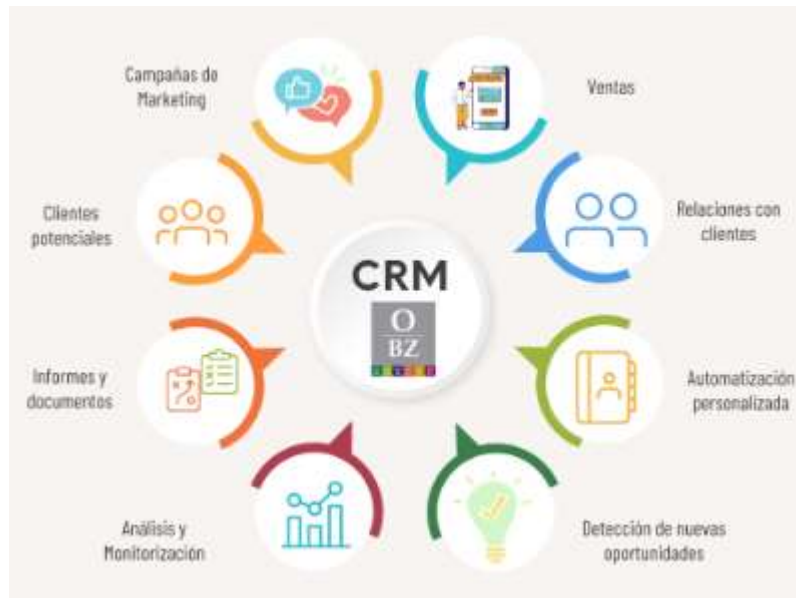 Campañas de
Marketing
Ventas
Clientes
potenciales
Relaciones con
clientes
CRM
O
BZ
Informes y
documentos
Automatización
personalizada
Análisis y
Monitorización
Detección de nuevas
oportunidades